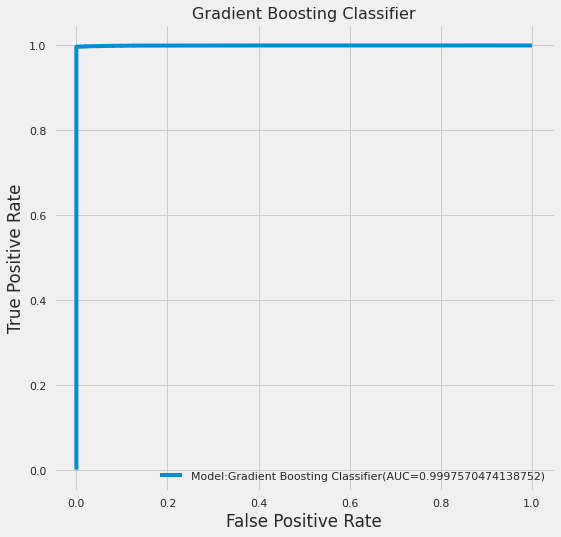 Gradient Boosting Classifier
1.0
0.8
0.6
0.4
0.2
0.0
True Positive Rate
Model:Gradient Boosting Classifier(AUC=0.9997570474138752)
0.0 0.2 0.4 0.6 0.8 1.0
False Positive Rate